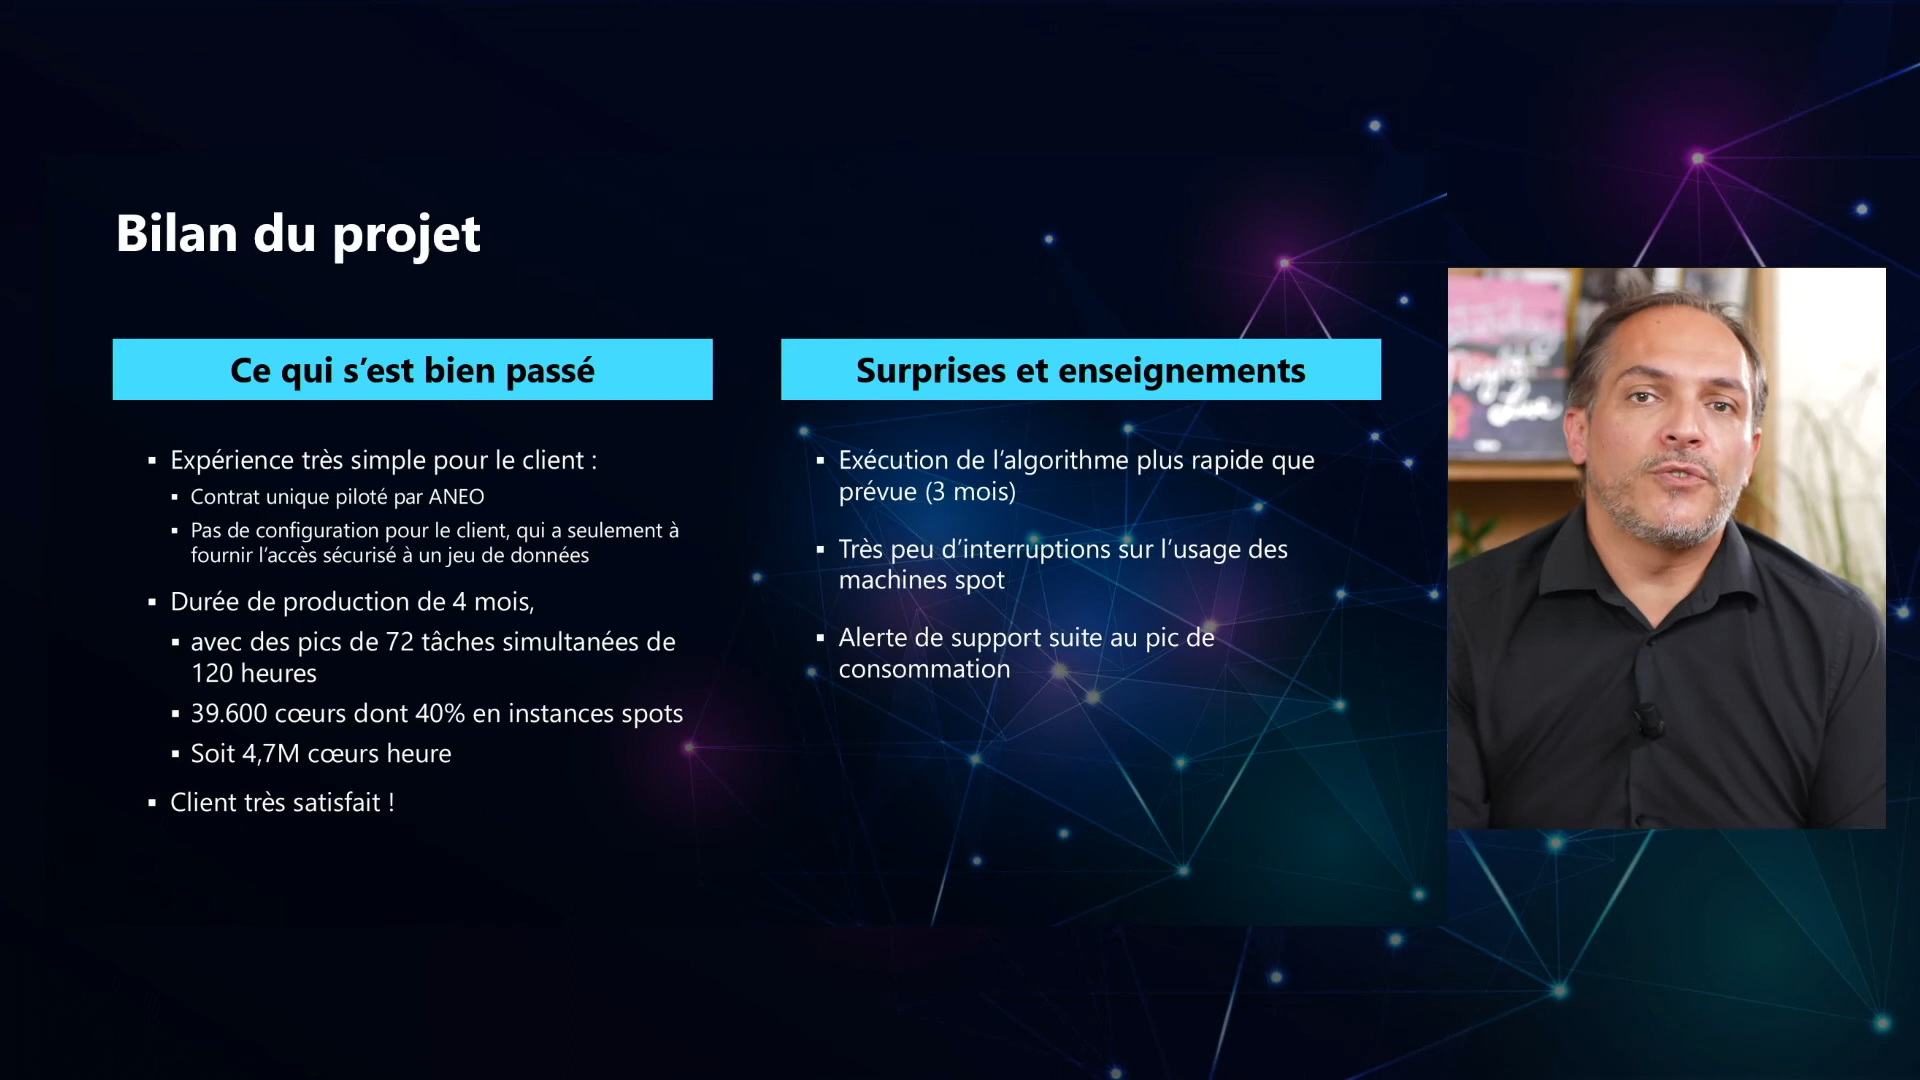 Bilan du projet
Ce qui s’est bien passé
▪ Expérience très simple pour le client :
▪ Contrat unique piloté par ANEO
▪ Pas de configuration pour le client, qui a seulement à
fournir l’accès sécurisé à un jeu de données
▪ Durée de production de 4 mois,
▪ avec des pics de 72 tâches simultanées de
120 heures
▪ 39.600 cœurs dont 40% en instances spots
▪ Soit 4,7M cœurs heure
▪ Client très satisfait !
Surprises et enseignements
▪ Exécution de l’algorithme plus rapide que
prévue (3 mois)
▪ Très peu d’interruptions sur l’usage des
machines spot
▪ Alerte de support suite au pic de
consommation